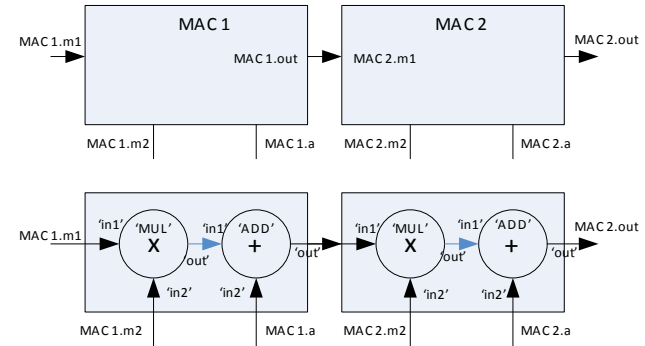 MAC 1
MAC 2
MAC 1.m1
MAC 1.out
MAC 2.m1
MAC 2.out
MAC 1.m2
MAC 1.a
MAC 2.m2
MAC 2.a
'in1' 'MUL' 'in1' 'ADD'
'in1' 'MUL' 'in1' 'ADD'
MAC 1.m1
X
+
X
+
MAC 2.out
'out'
'out'
'out'
'out'
'in2'
'in2'
'in2'
'in2'
MAC 1.m2
MAC 1.a
MAC 2.m2
MAC 2.a